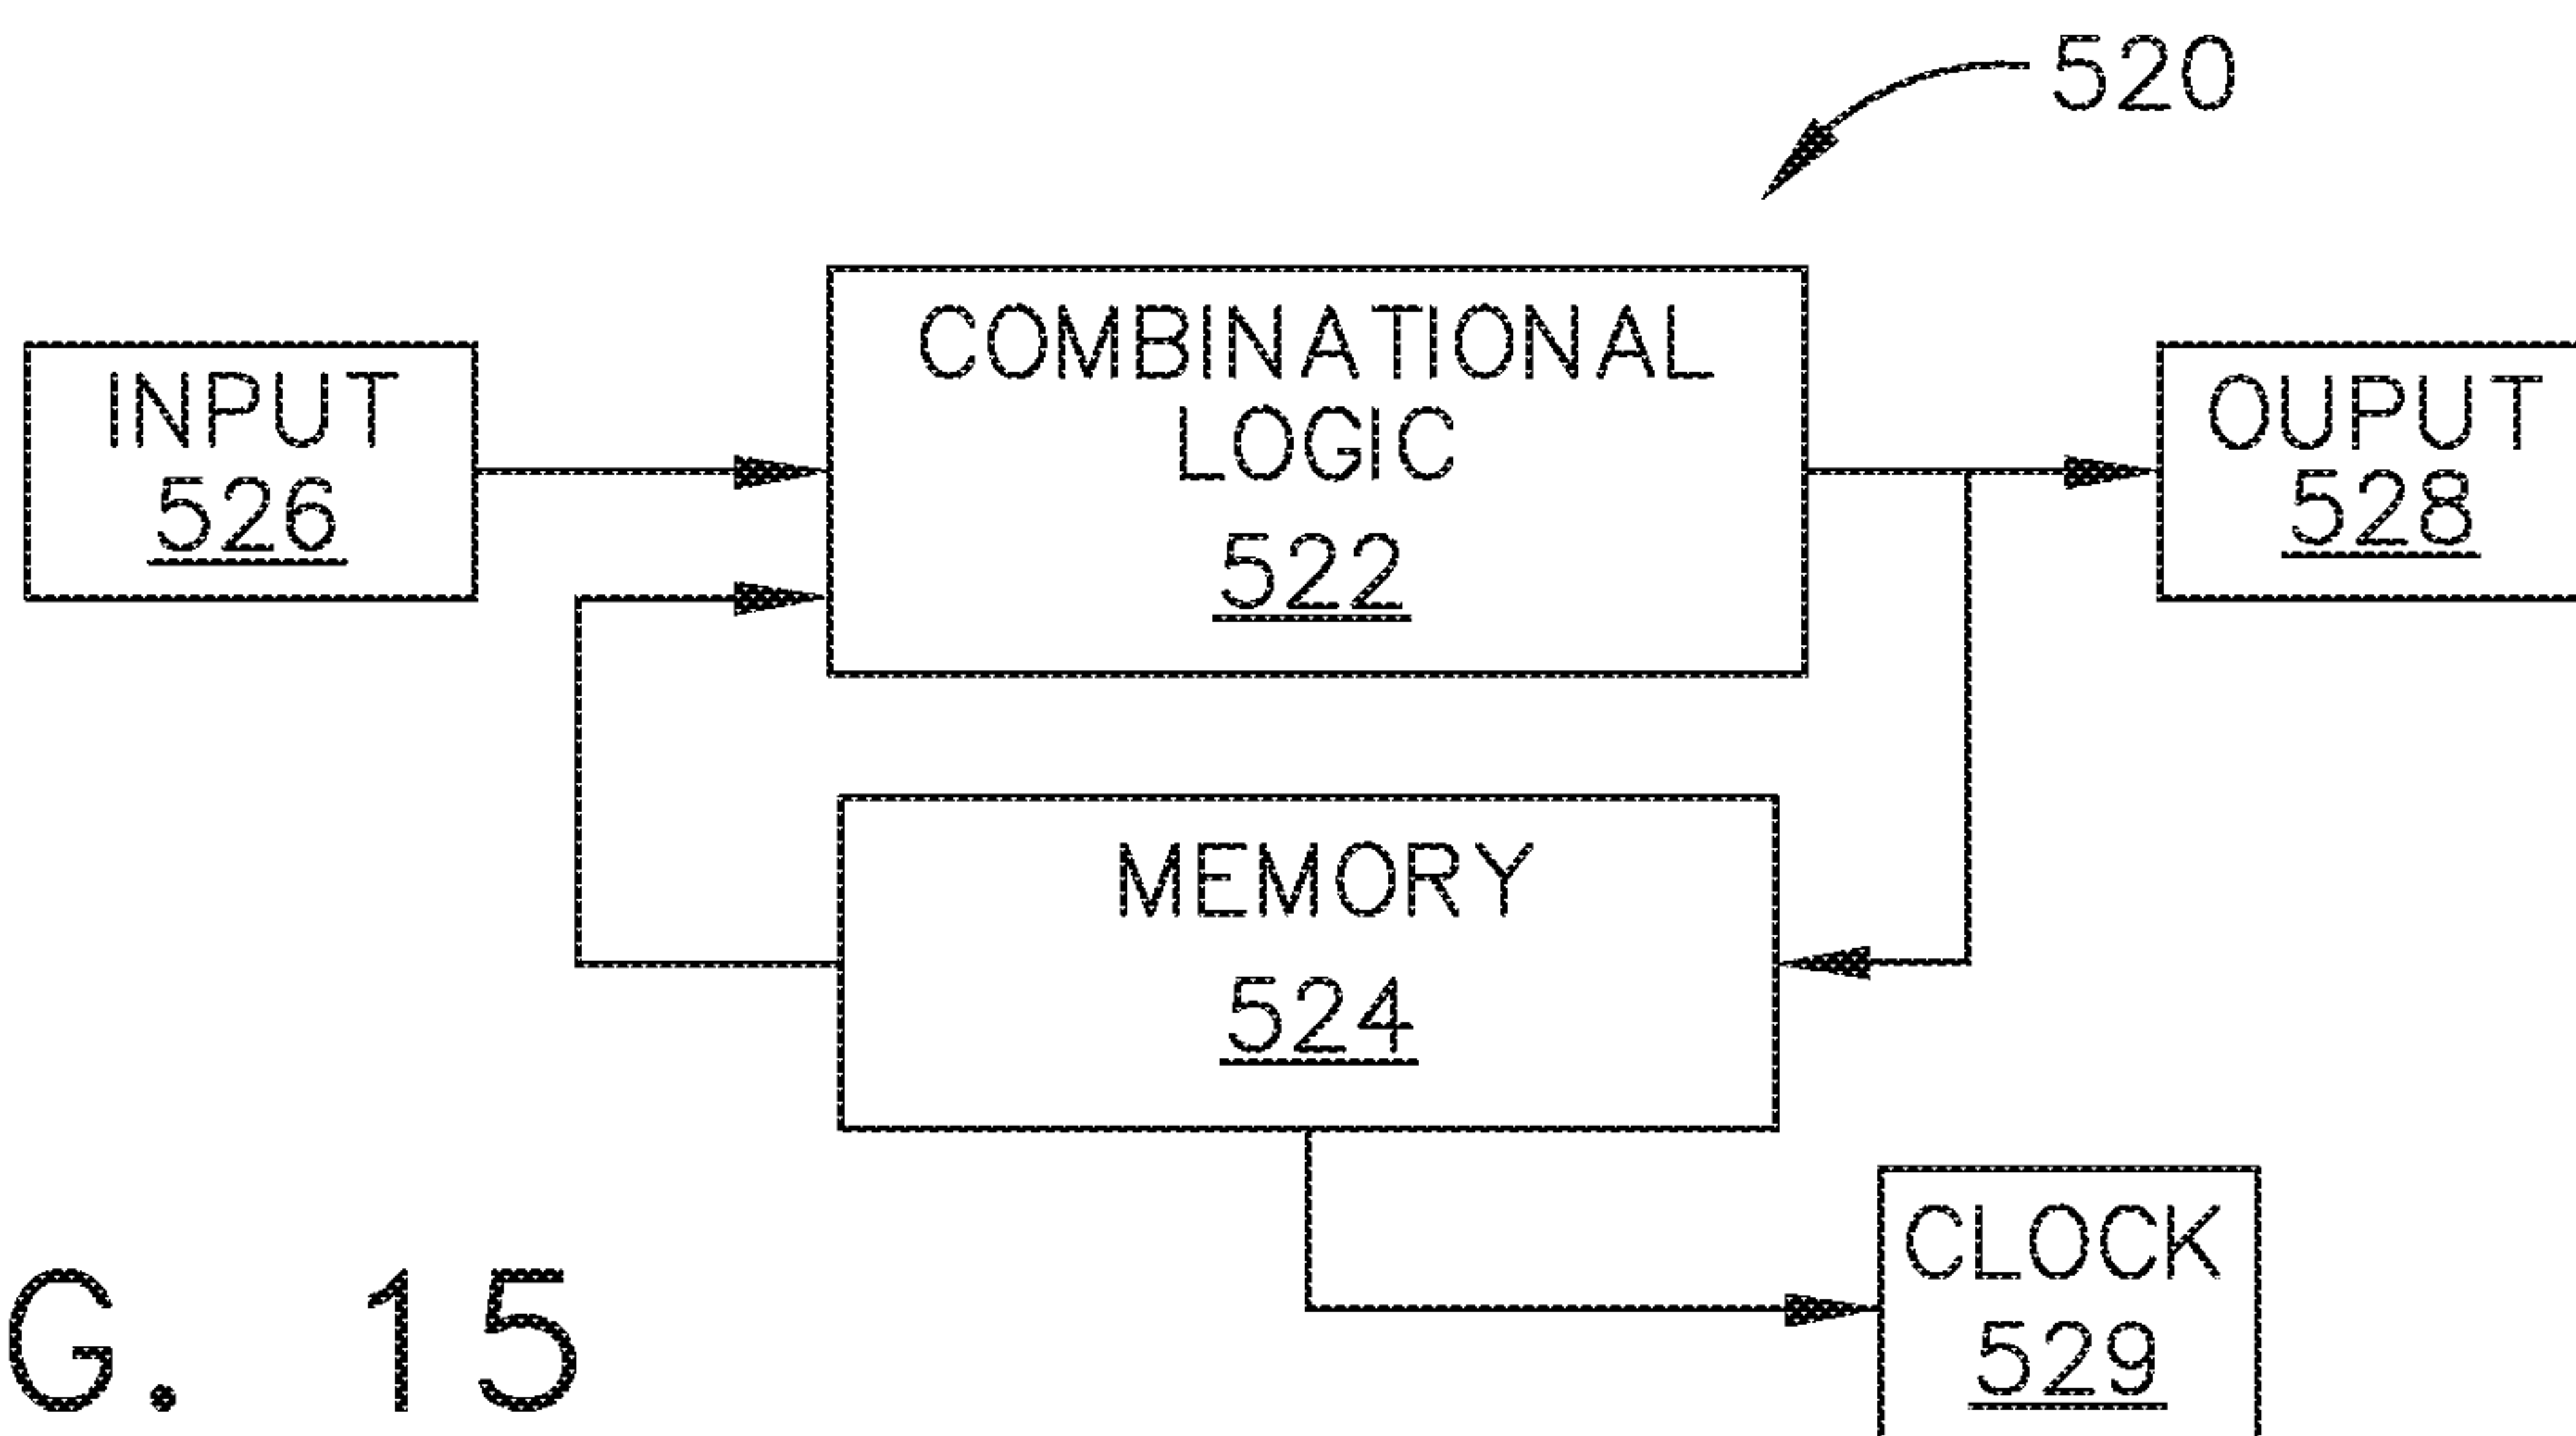 520
COMBINATIONAL
LOGIC
522
INPUT
526
OUPUT
528
MEMORY
524
CLOCK
529
G. 15